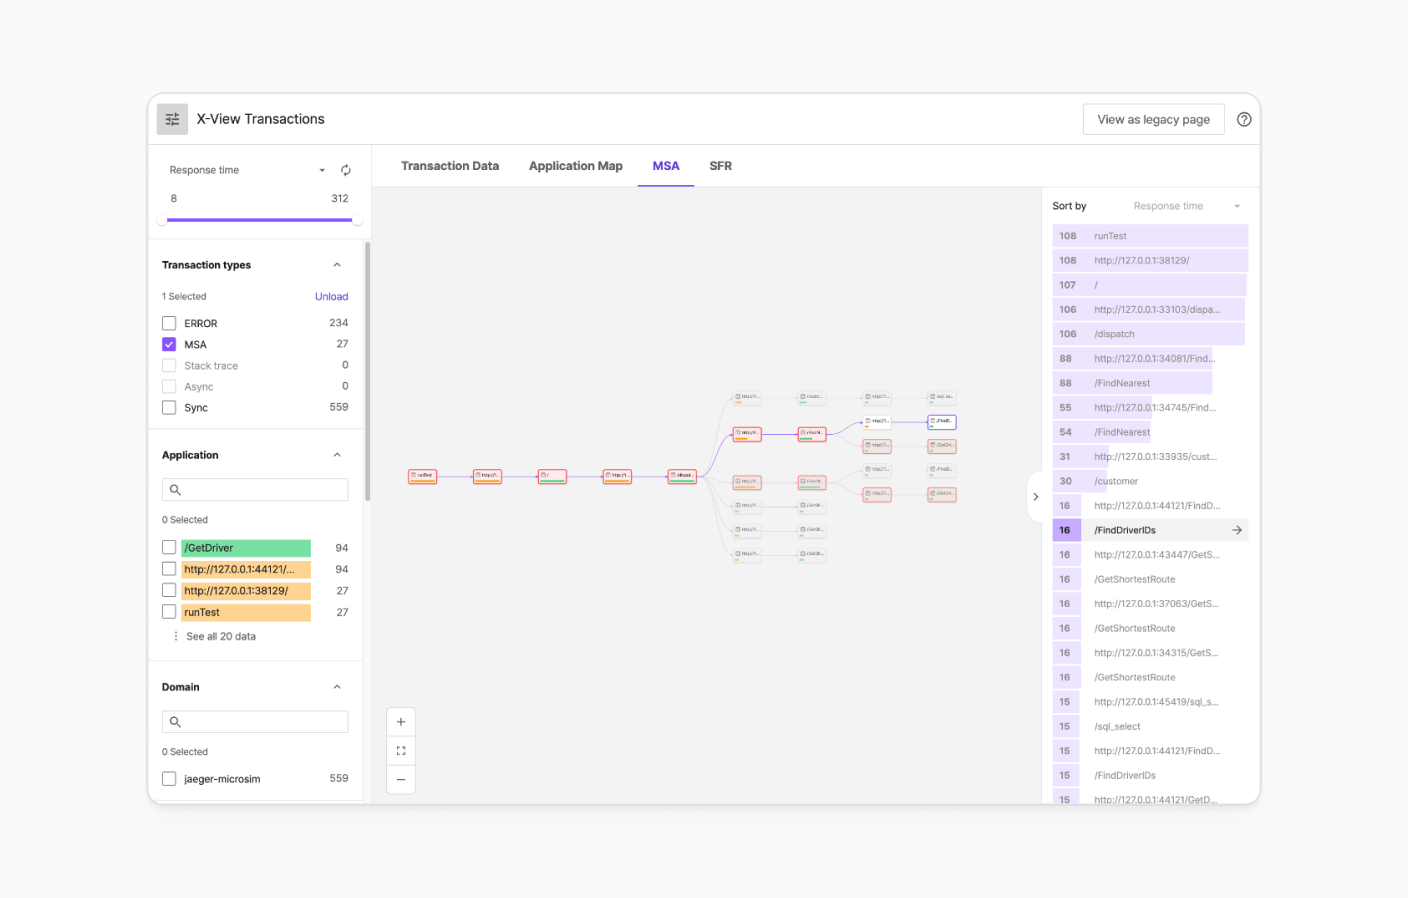 X-View Transactions
View as legacy page
Response time
8 312
Transaction types
1 Selected Unload
ERROR 234
MSA 27
Stack trace 0
Async 0
Sync 559
Application
0 Selected
/GetDriver 94
http://127.0.0.1:44121/... 94
http://127.0.0.1:38129/ 27
runTest 27
See all 20 data
Domain
0 Selected
jaeger-microsim 559
Transaction Data Application Map MSA SFR
runTest
/
Sort by Response time
108 runTest
108 http://127.0.0.1:38129/
107 /
106 http://127.0.0.1:33103/dispa...
106 /dispatch
88 http://127.0.0.1:34081/Find...
88 /FindNearest
55 http://127.0.0.1:34745/Find...
54 /FindNearest
31 http://127.0.0.1:33935/cust...
30 /customer
16 http://127.0.0.1:44121/FindD...
16 /FindDriverIDs
16 http://127.0.0.1:43447/GetS...
16 /GetShortestRoute
16 http://127.0.0.1:37063/GetS...
16 /GetShortestRoute
16 http://127.0.0.1:34315/GetS...
16 /GetShortestRoute
15 http://127.0.0.1:45419/sql_s...
15 /sql_select
15 http://127.0.0.1:44121/FindD...
15 /FindDriverIDs
15 http://127.0.0.1:44121/GetD...